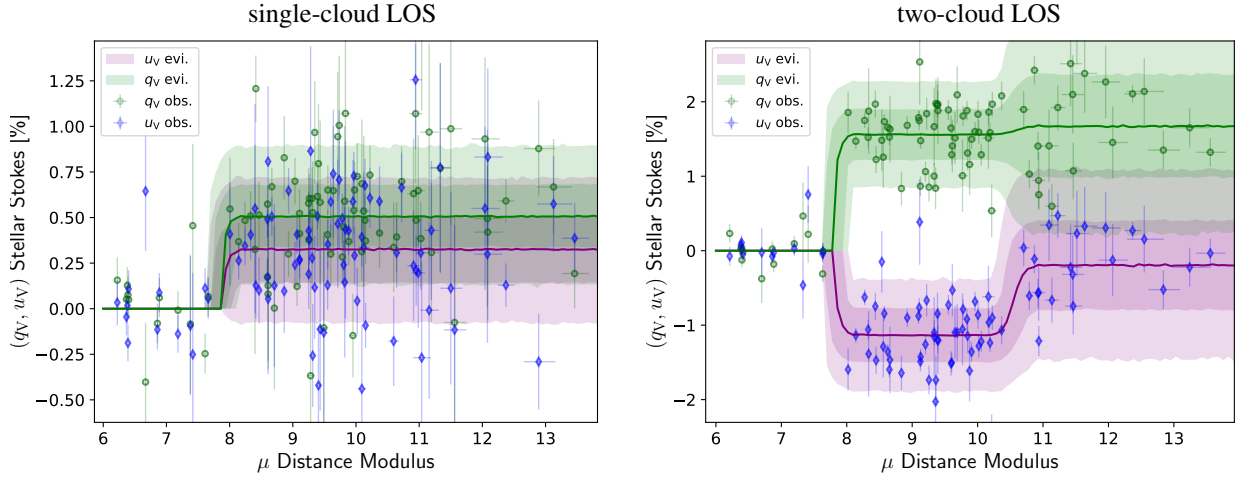 single-cloud LOS
two-cloud LOS
(q_V, u_V) Stellar Stokes [%]
1.25
1.00
0.75
0.50
0.25
0.00
−0.25
−0.50
u_V evi.
q_V evi.
q_V obs.
u_V obs.
6 7 8 9 10 11 12 13
μ Distance Modulus
(q_V, u_V) Stellar Stokes [%]
2
1
0
−1
−2
u_V evi.
q_V evi.
q_V obs.
u_V obs.
6 7 8 9 10 11 12 13
μ Distance Modulus